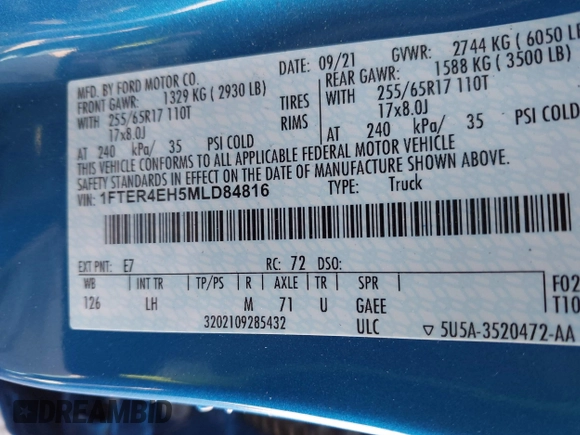 MFD. BY FORD MOTOR CO. DATE: 09/21 GVWR: 2744 KG (6050 LB
FRONT GAWR: 1329 KG (2930 LB) REAR GAWR: 1588 KG (3500 LB)
WITH 255/65R17 110T TIRES WITH 255/65R17 110T
17x8.0J RIMS 17x8.0J
AT 240 kPa/ 35 PSI COLD AT 240 kPa/ 35 PSI COLD
THIS VEHICLE CONFORMS TO ALL APPLICABLE FEDERAL MOTOR VEHICLE
SAFETY STANDARDS IN EFFECT ON THE DATE OF MANUFACTURE SHOWN ABOVE.
VIN: 1FTER4EH5MLD84816 TYPE: Truck
EXT PNT: E7 RC: 72 DSO:
WB INT TR TP/PS R AXLE TR SPR F02
126 LH M 71 U GAEE T10
3202109285432 ULC ▽ 5U5A-3520472-AA
DREAMBID